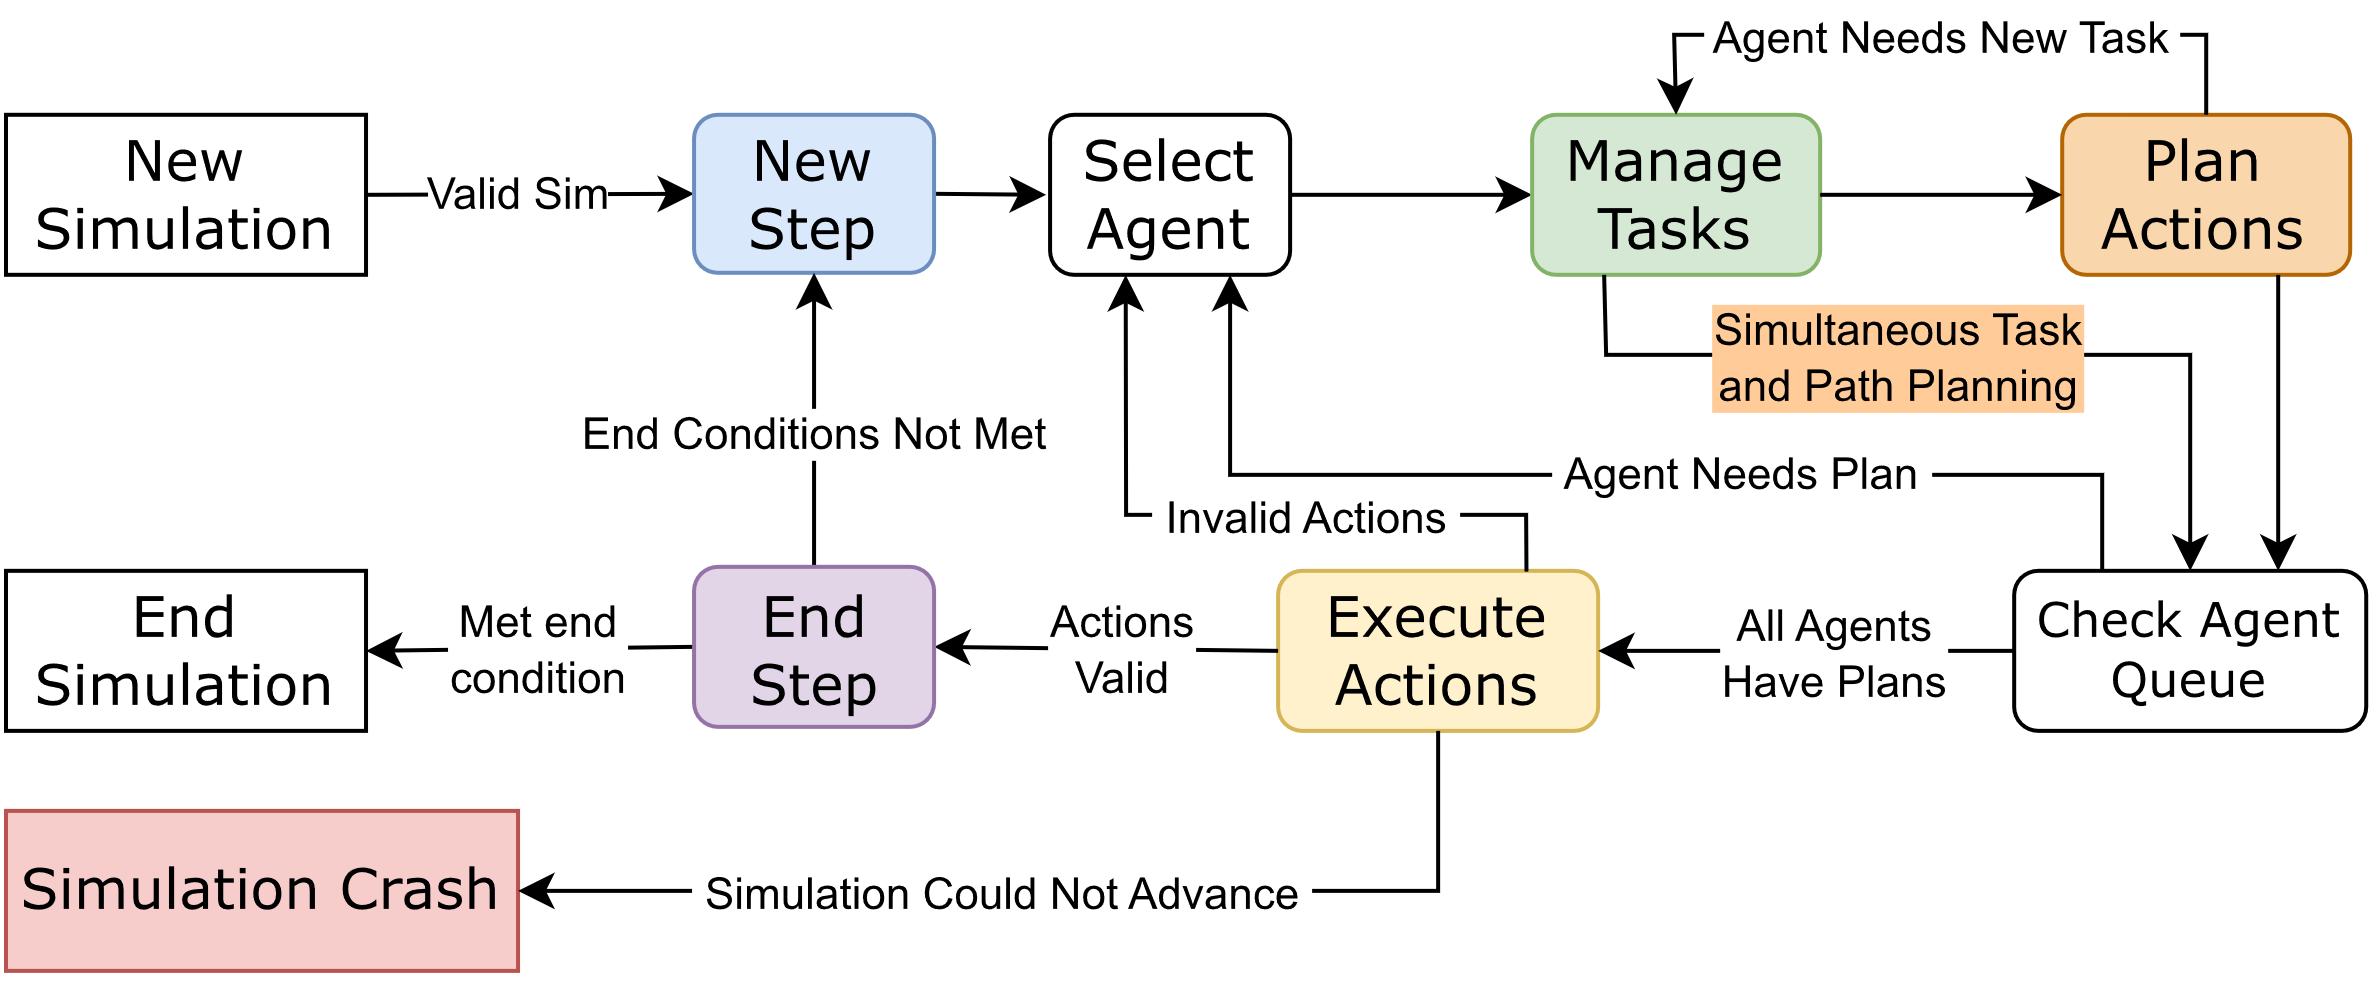 Agent Needs New Task
New
Simulation
Valid Sim
New
Step
Select
Agent
Manage
Tasks
Plan
Actions
Simultaneous Task
and Path Planning
End Conditions Not Met
Agent Needs Plan
Invalid Actions
End
Simulation
Met end
condition
End
Step
Actions
Valid
Execute
Actions
All Agents
Have Plans
Check Agent
Queue
Simulation Crash
Simulation Could Not Advance